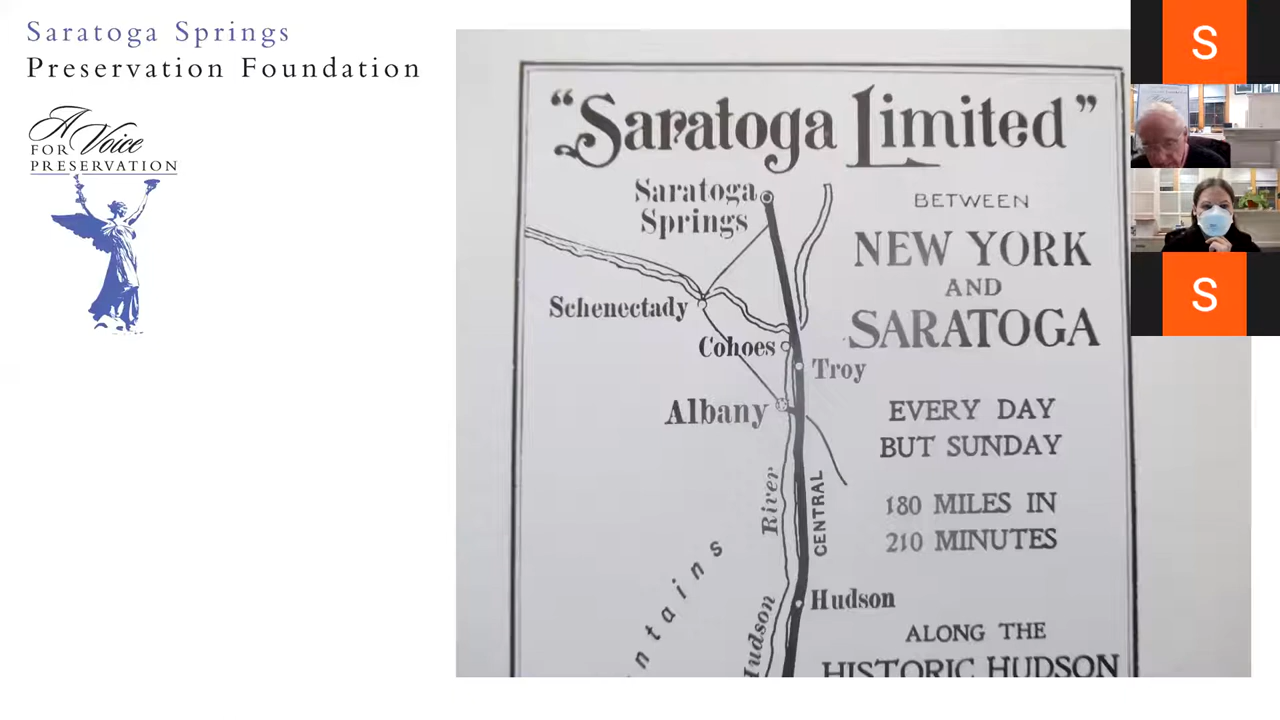 Saratoga Springs
Preservation Foundation
A Voice
FOR
PRESERVATION
"Saratoga Limited"
Saratoga
Springs
Schenectady
Cohoes
Troy
Albany
River
CENTRAL
Hudson
Hudson
ntains
BETWEEN
NEW YORK
AND
SARATOGA
EVERY DAY
BUT SUNDAY
180 MILES IN
210 MINUTES
ALONG THE
HISTORIC HUDSON
S
S